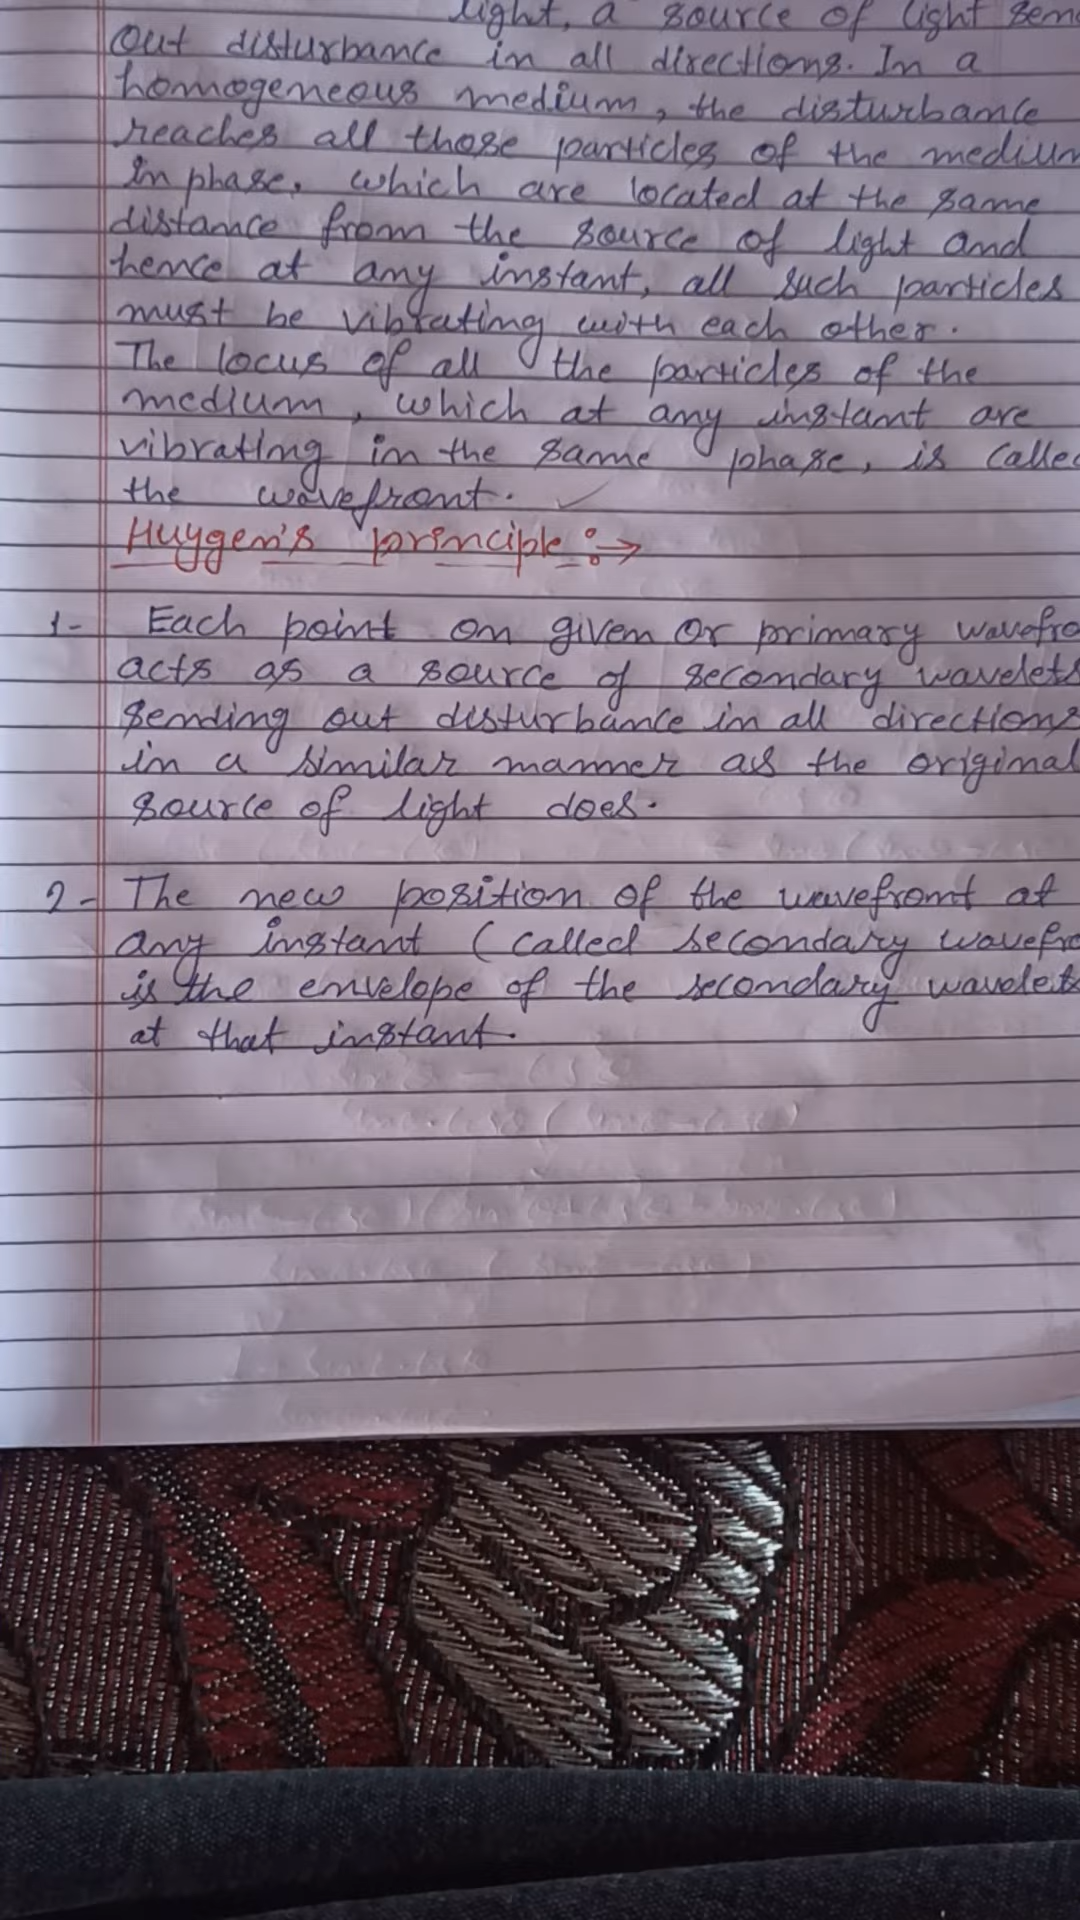 light, a source of light sen
out disturbance in all directions. In a
homogeneous medium, the disturbance
reaches all those particles of the medium
in phase, which are located at the same
distance from the source of light and
hence at any instant, all such particles
must be vibrating with each other.
The locus of all the particles of the
medium, which at any instant are
vibrating in the same phase, is calle
the wavefront.
Huygen's principle :→
1- Each point on given or primary wavefro
acts as a source of secondary wavelets
sending out disturbance in all directions
in a similar manner as the original
source of light does.
2- The new position of the wavefront at
any instant (called secondary wavefro
is the envelope of the secondary wavelets
at that instant.